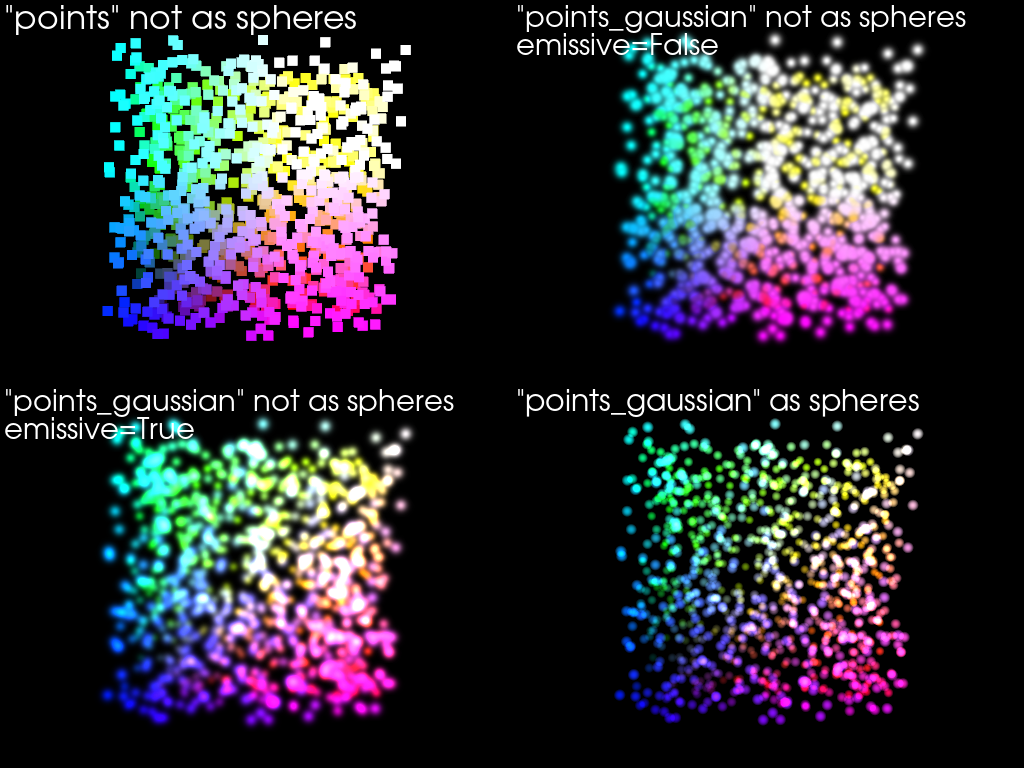 "points" not as spheres
"points_gaussian" not as spheres
emissive=False
"points_gaussian" not as spheres
emissive=True
"points_gaussian" as spheres